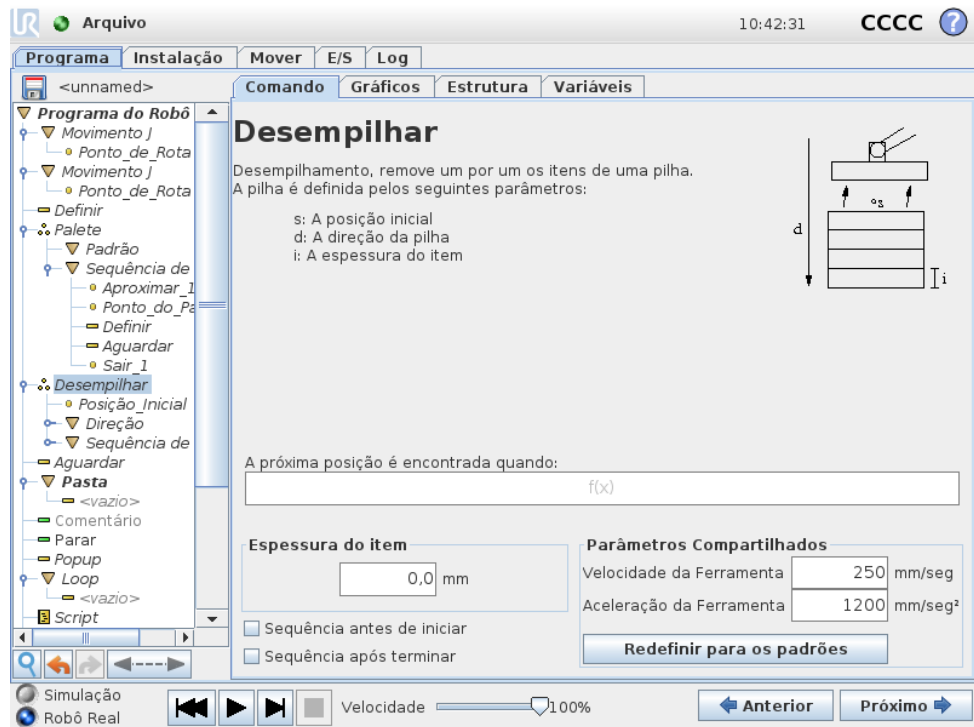 UR Arquivo 10:42:31 CCCC ?
Programa Instalação Mover E/S Log
<unnamed>
Comando Gráficos Estrutura Variáveis
Programa do Robô
Movimento J
Ponto_de_Rota
Movimento J
Ponto_de_Rota
Definir
Palete
Padrão
Sequência de
Aproximar_1
Ponto_do_Pa
Definir
Aguardar
Sair_1
Desempilhar
Posição_Inicial
Direção
Sequência de
Aguardar
Pasta
<vazio>
Comentário
Parar
Popup
Loop
<vazio>
Script
Desempilhar
Desempilhamento, remove um por um os itens de uma pilha.
A pilha é definida pelos seguintes parâmetros:
s: A posição inicial
d: A direção da pilha
i: A espessura do item
s
d
i
A próxima posição é encontrada quando:
f(x)
Espessura do item
0,0 mm
Sequência antes de iniciar
Sequência após terminar
Parâmetros Compartilhados
Velocidade da Ferramenta 250 mm/seg
Aceleração da Ferramenta 1200 mm/seg²
Redefinir para os padrões
Simulação
Robô Real
Velocidade 100%
Anterior Próximo